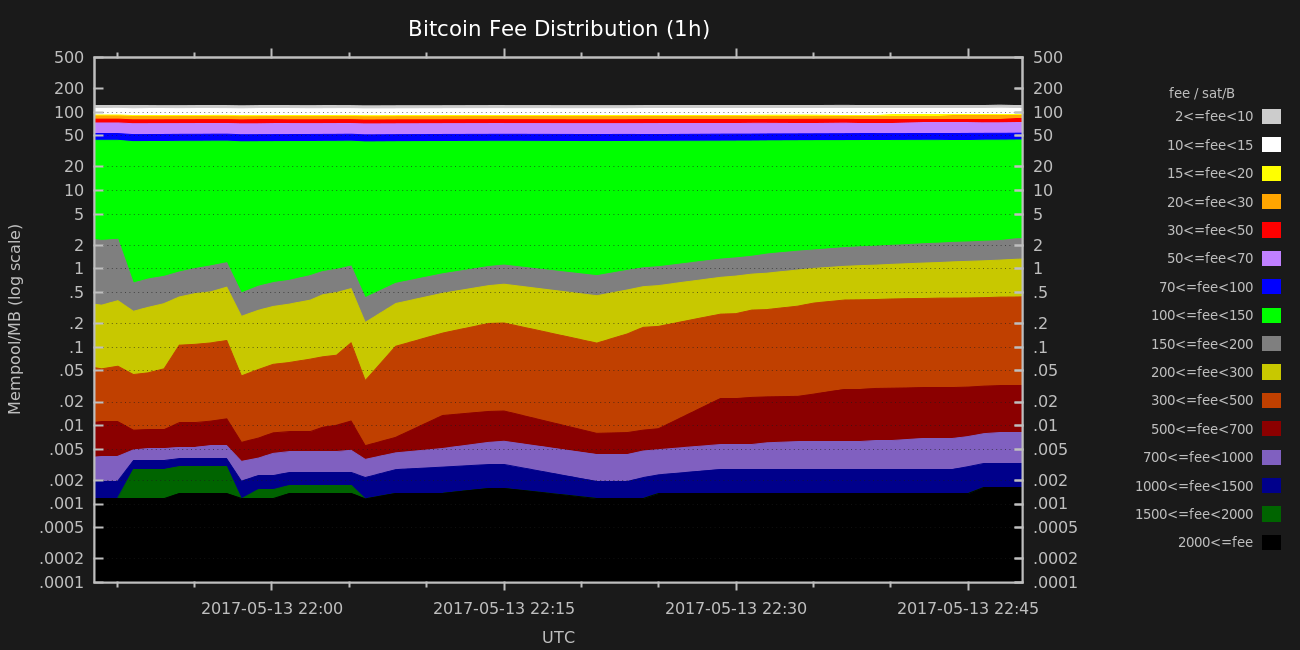 Bitcoin Fee Distribution (1h)
500
200
100
50
20
10
5
2
1
.5
.2
.1
.05
.02
.01
.005
.002
.001
.0005
.0002
.0001
Mempool/MB (log scale)
500
200
100
50
20
10
5
2
1
.5
.2
.1
.05
.02
.01
.005
.002
.001
.0005
.0002
.0001
2017-05-13 22:00
2017-05-13 22:15
2017-05-13 22:30
2017-05-13 22:45
UTC
fee / sat/B
2<=fee<10
10<=fee<15
15<=fee<20
20<=fee<30
30<=fee<50
50<=fee<70
70<=fee<100
100<=fee<150
150<=fee<200
200<=fee<300
300<=fee<500
500<=fee<700
700<=fee<1000
1000<=fee<1500
1500<=fee<2000
2000<=fee